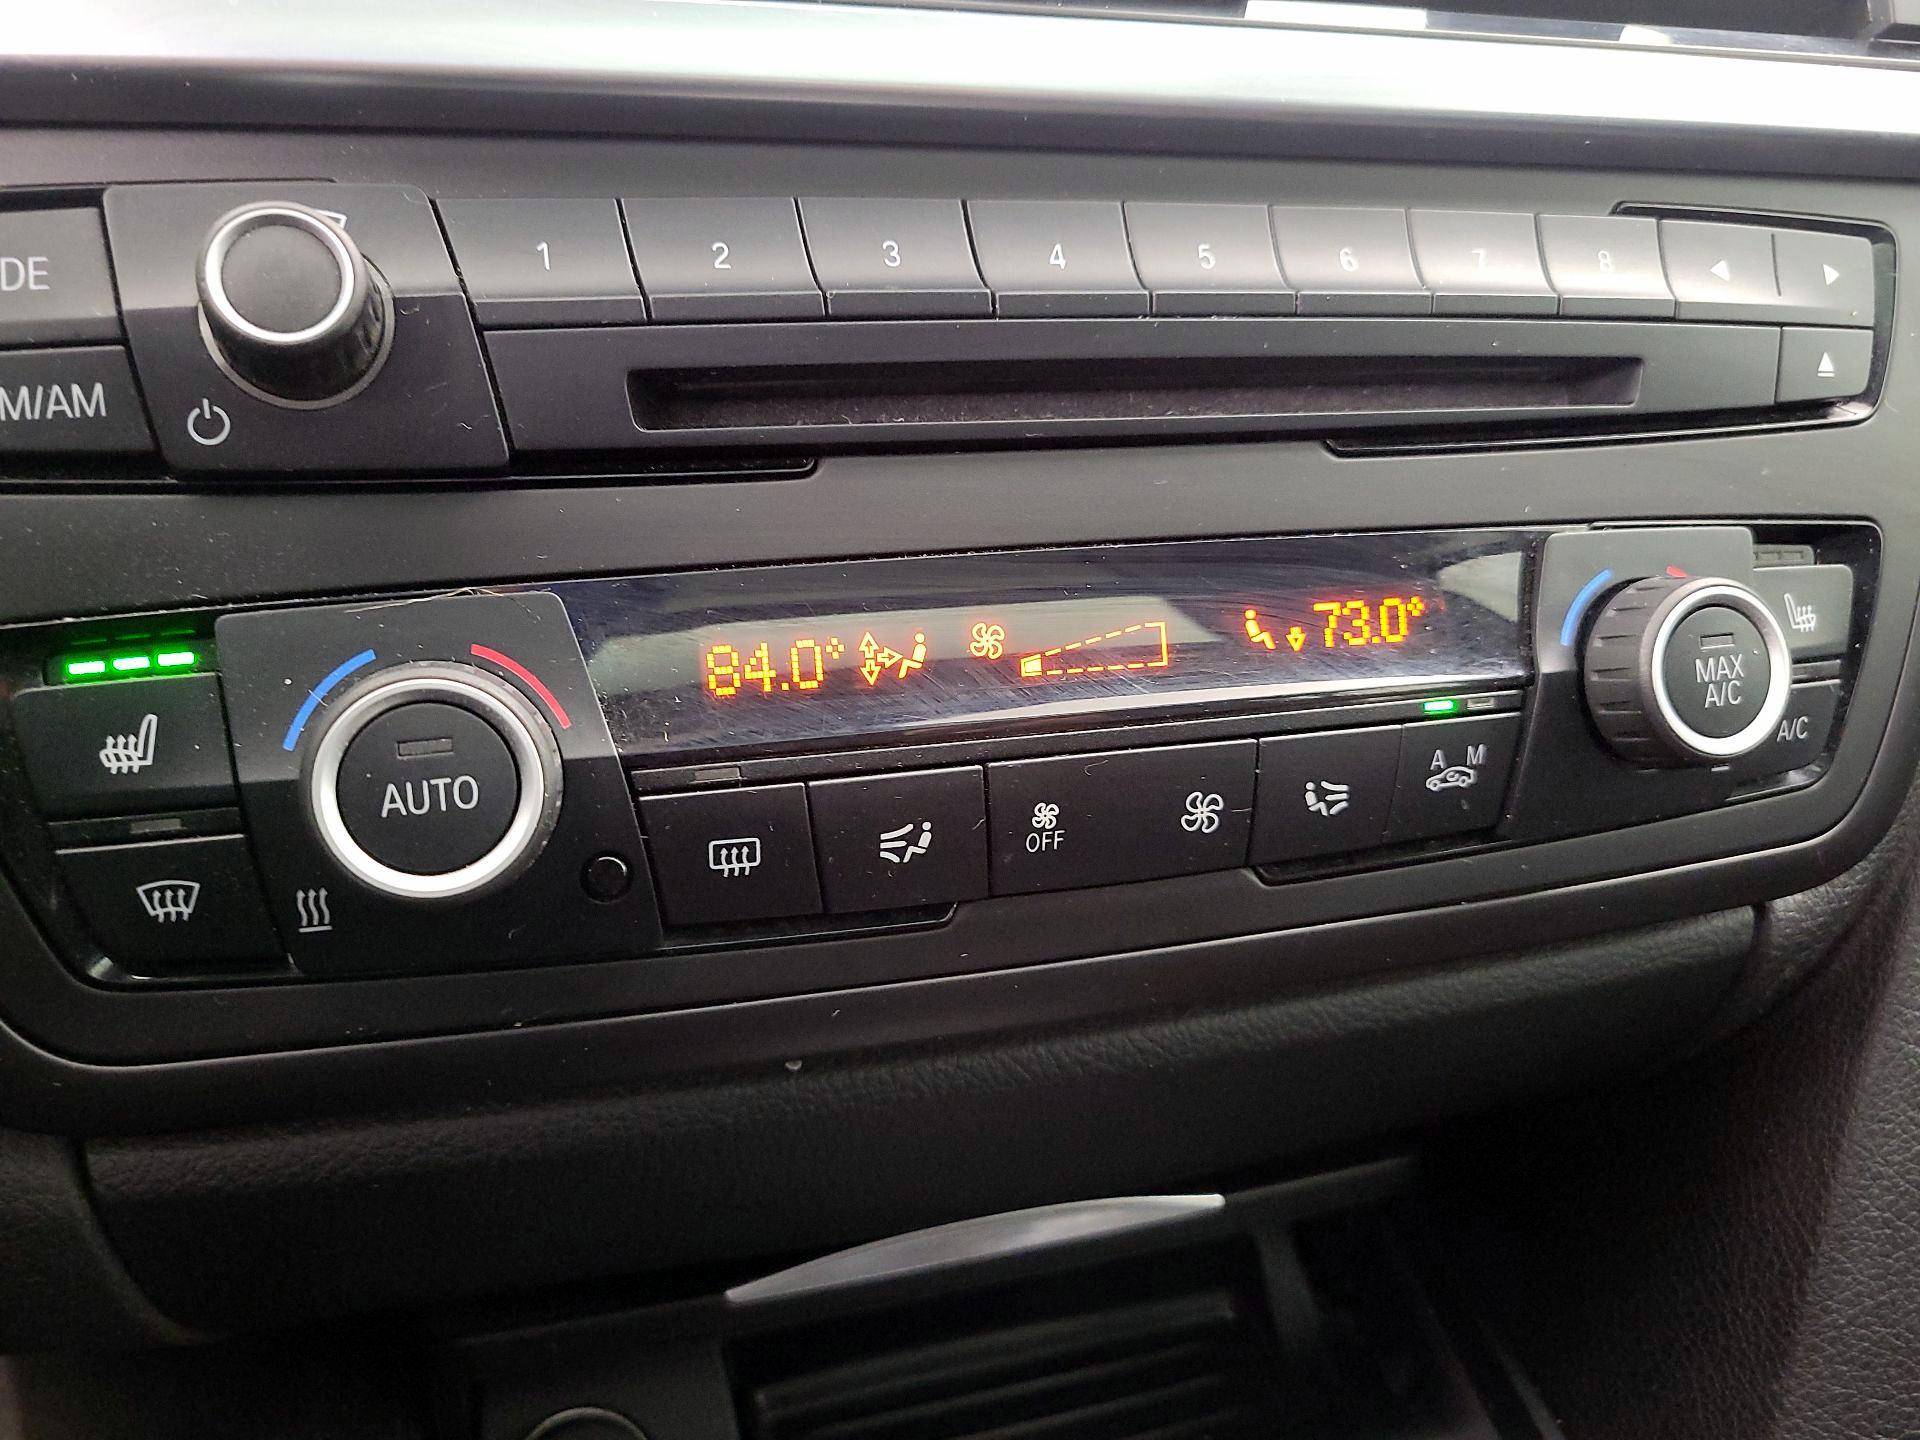 DE
1 2 3 4 5 6 7 8
M/AM
84.0° 73.0°
MAX
A/C
A/C
AUTO
A M
OFF